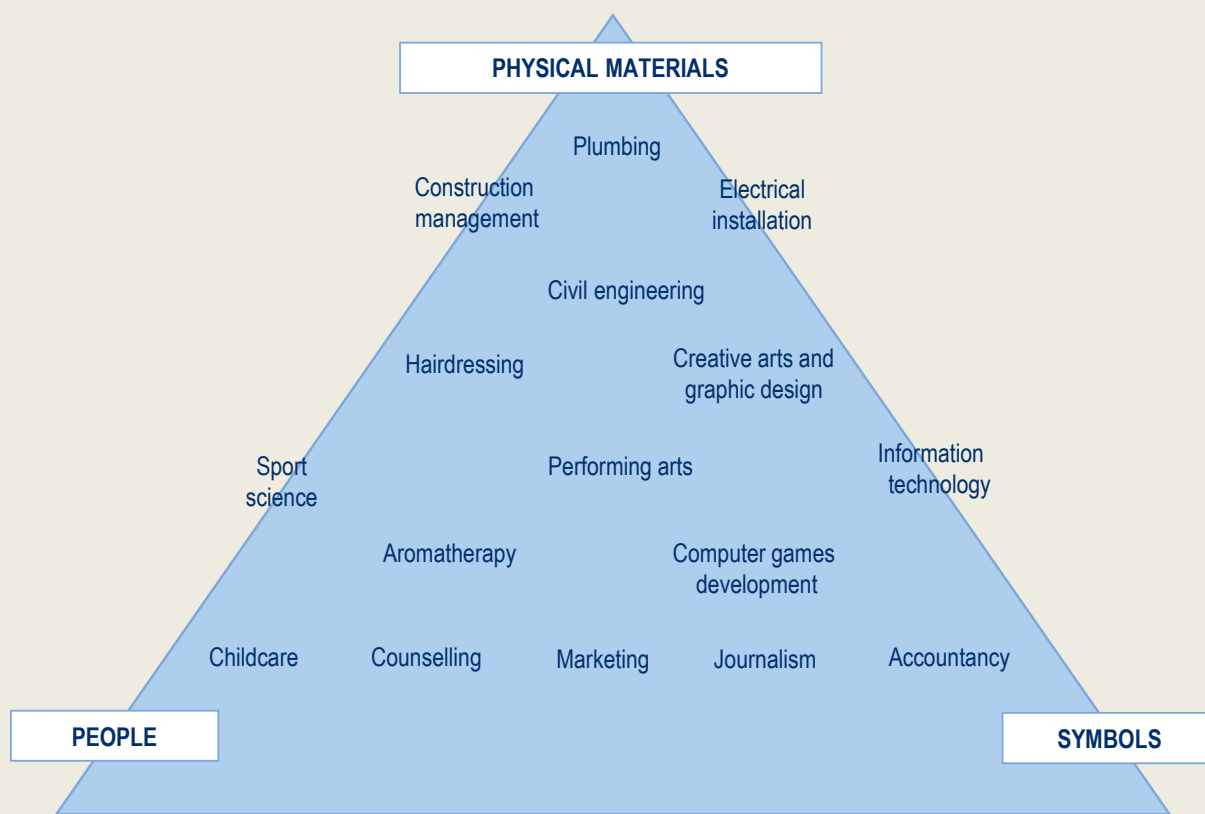 PHYSICAL MATERIALS
Plumbing
Construction
management
Electrical
installation
Civil engineering
Hairdressing
Creative arts and
graphic design
Sport
science
Performing arts
Information
technology
Aromatherapy
Computer games
development
Childcare
Counselling
Marketing
Journalism
Accountancy
PEOPLE
SYMBOLS